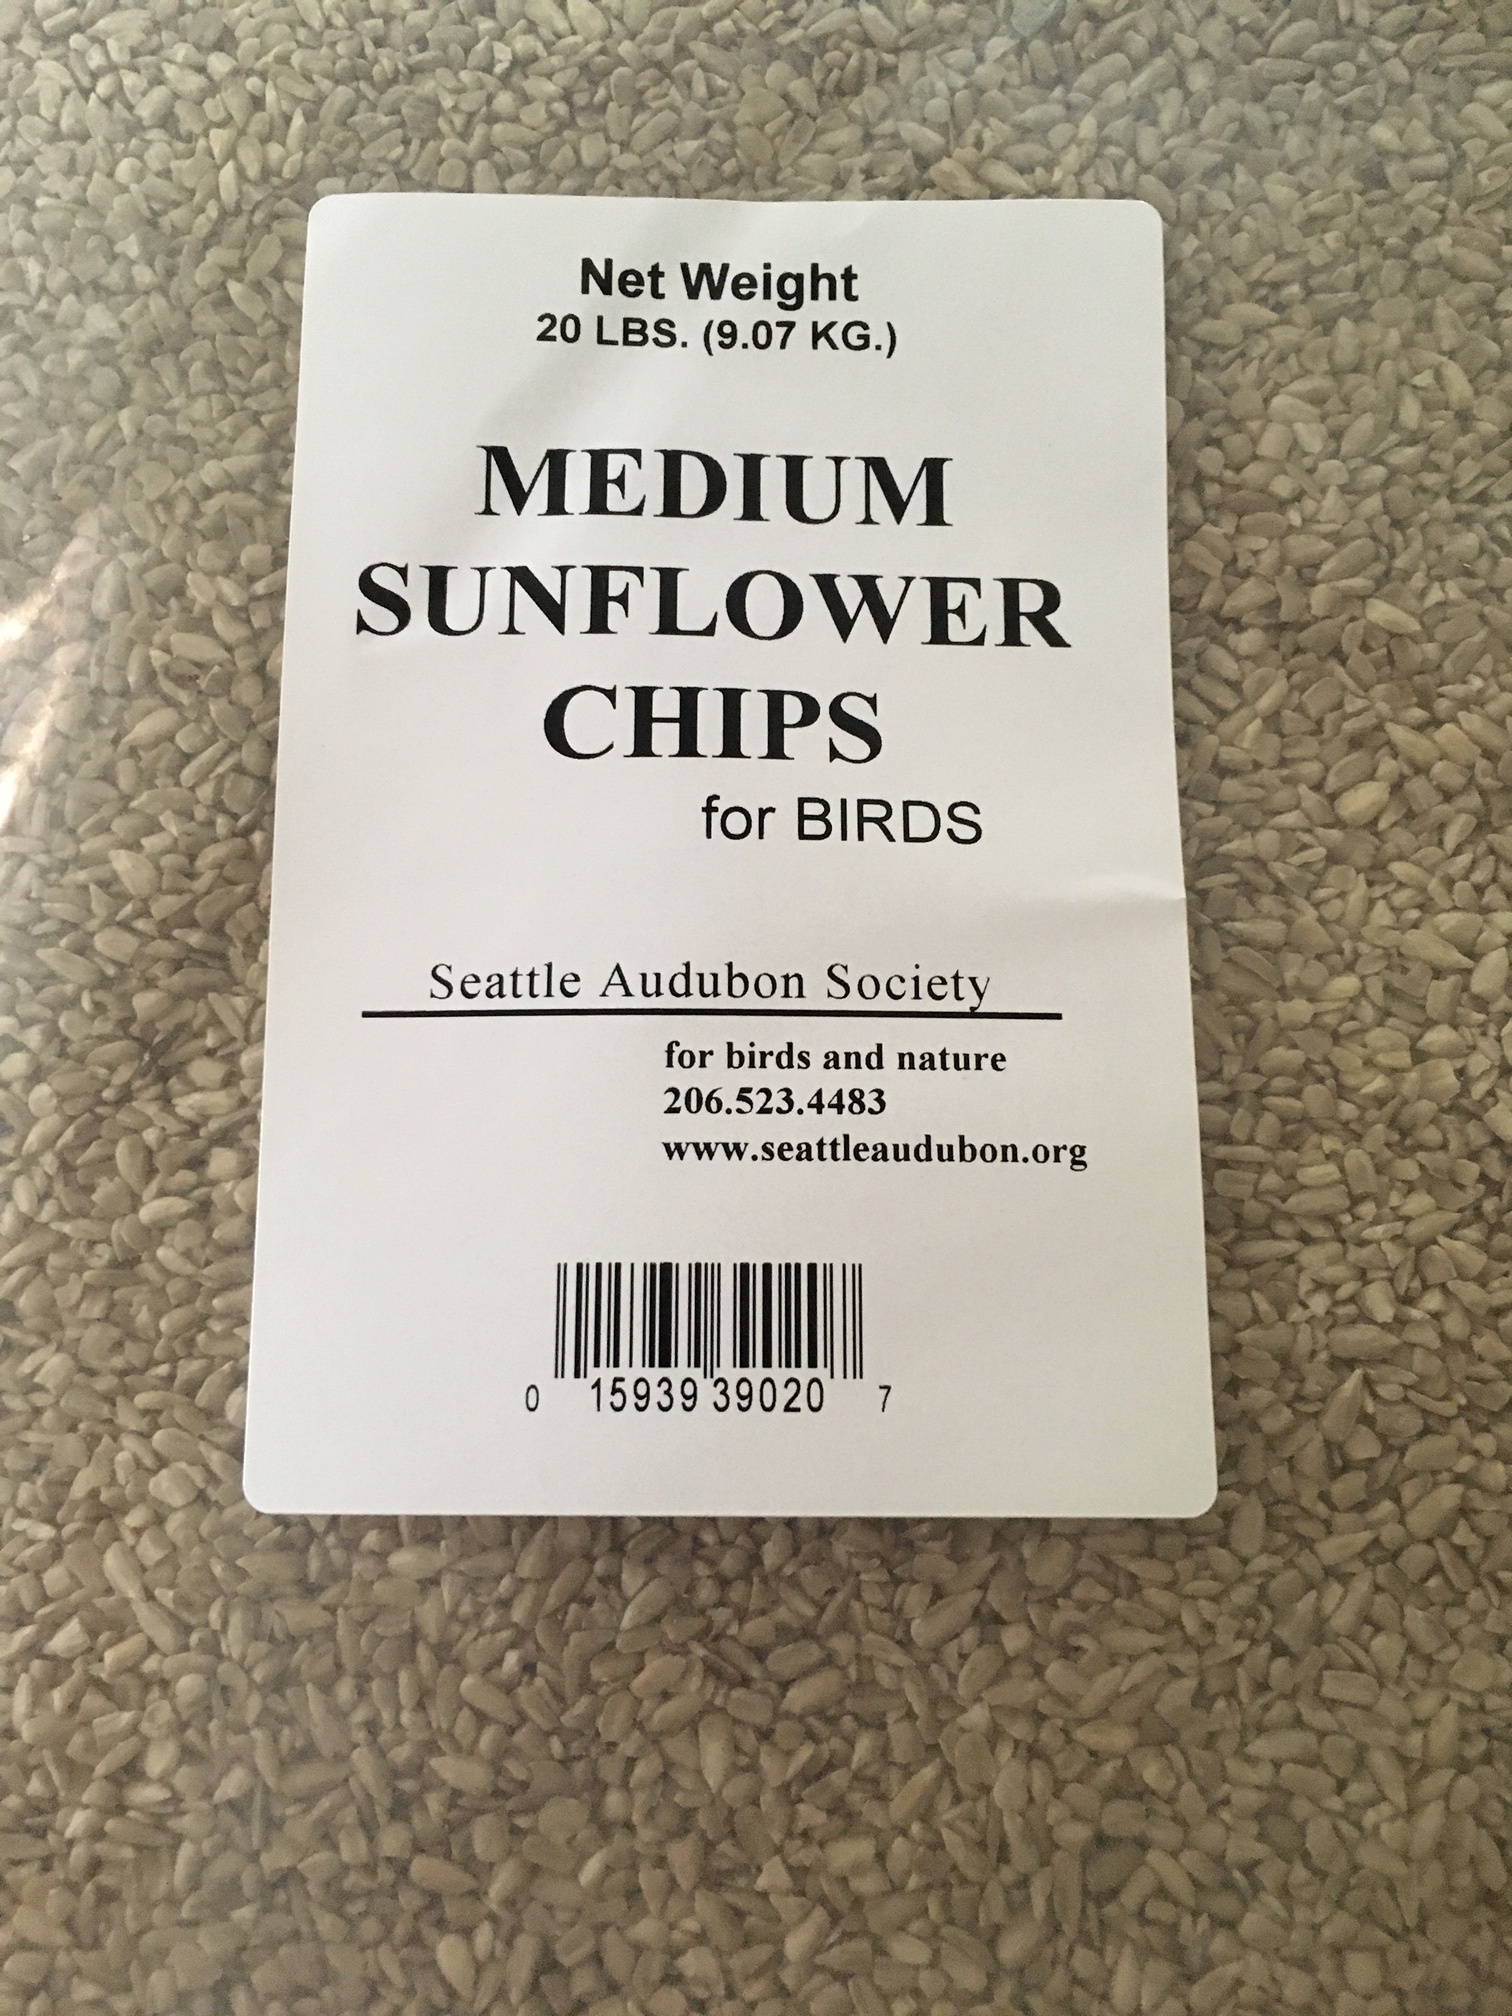 Net Weight
20 LBS. (9.07 KG.)
MEDIUM
SUNFLOWER
CHIPS
for BIRDS
Seattle Audubon Society
for birds and nature
206.523.4483
www.seattleaudubon.org
0 15939 39020 7